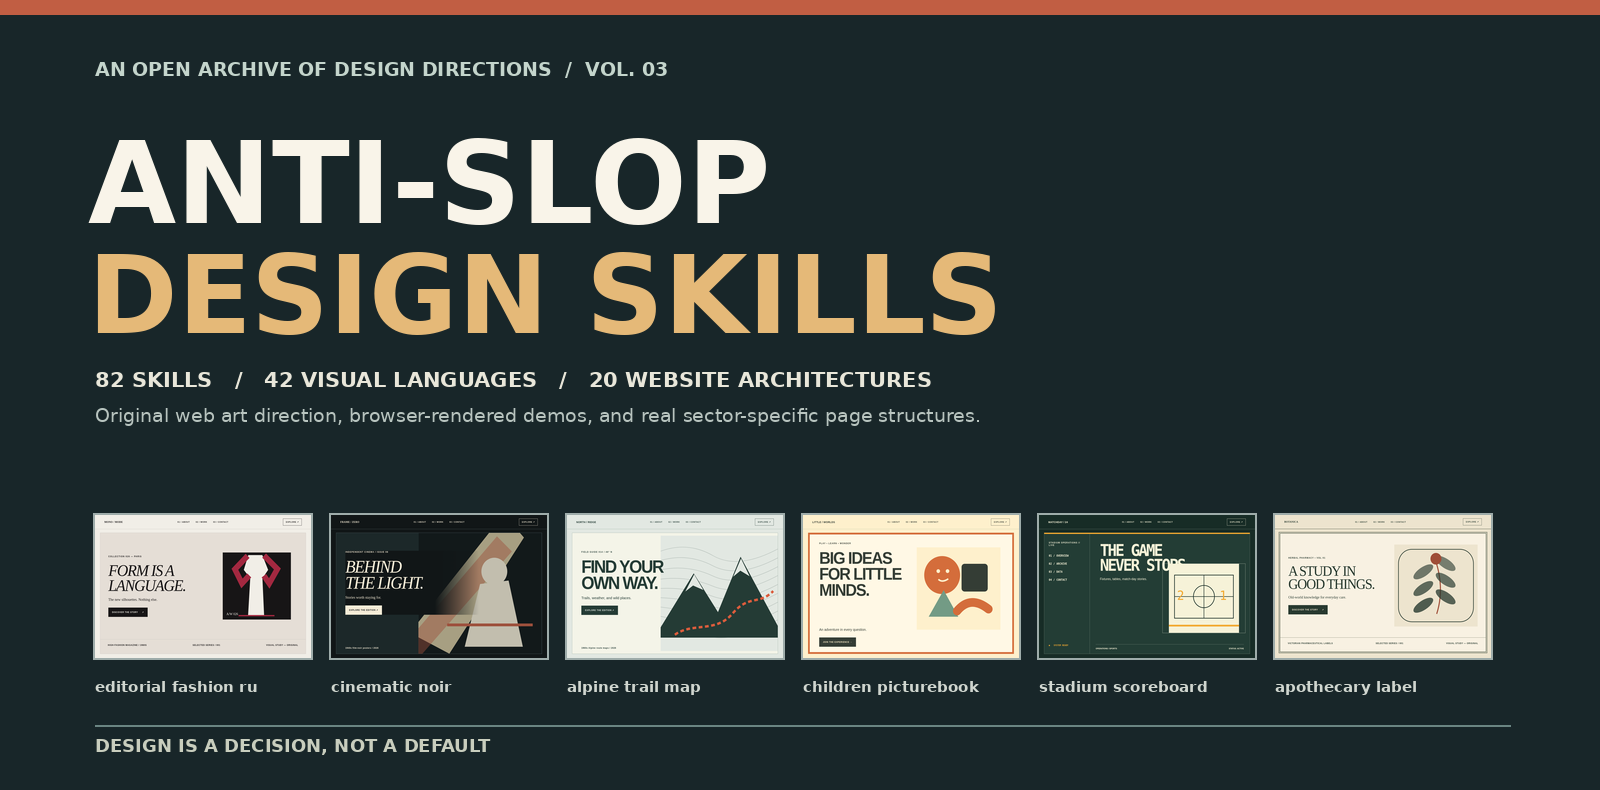 AN OPEN ARCHIVE OF DESIGN DIRECTIONS / VOL. 03
ANTI-SLOP
DESIGN SKILLS
82 SKILLS / 42 VISUAL LANGUAGES / 20 WEBSITE ARCHITECTURES
Original web art direction, browser-rendered demos, and real sector-specific page structures.
FORM IS A
LANGUAGE.
BEHIND
THE LIGHT.
FIND YOUR
OWN WAY.
BIG IDEAS
FOR LITTLE
MINDS.
THE GAME
NEVER STOPS.
2 1
A STUDY IN
GOOD THINGS.
editorial fashion ru
cinematic noir
alpine trail map
children picturebook
stadium scoreboard
apothecary label
DESIGN IS A DECISION, NOT A DEFAULT